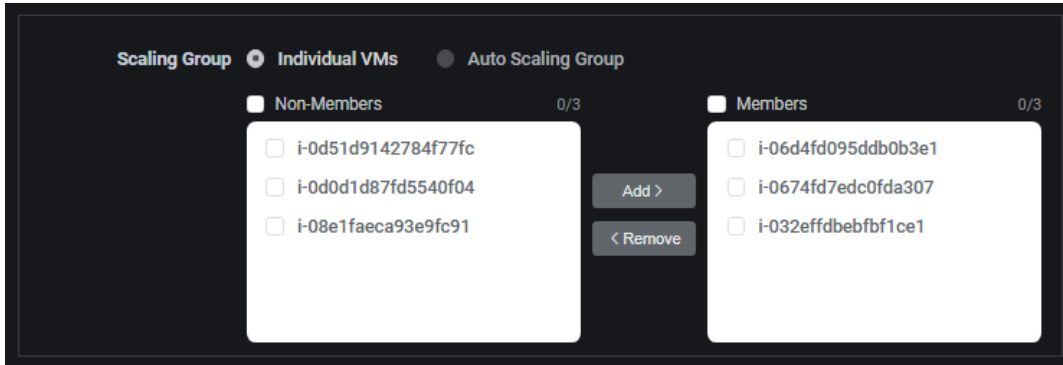 Scaling Group Individual VMs Auto Scaling Group
Non-Members 0/3
i-0d51d9142784f77fc
i-0d0d1d87fd5540f04
i-08e1faeca93e9fc91
Add >
< Remove
Members 0/3
i-06d4fd095ddb0b3e1
i-0674fd7edc0fda307
i-032effdbebfbf1ce1